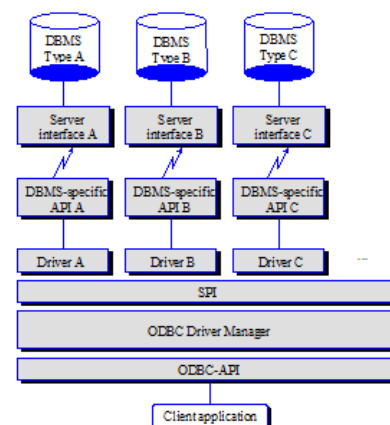 DBMS
Type A
DBMS
Type B
DBMS
Type C
Server
interface A
Server
interface B
Server
interface C
DBMS-specific
API A
DBMS-specific
API B
DBMS-specific
API C
Driver A
Driver B
Driver C
...
SPI
ODBC Driver Manager
ODBC-API
Client application